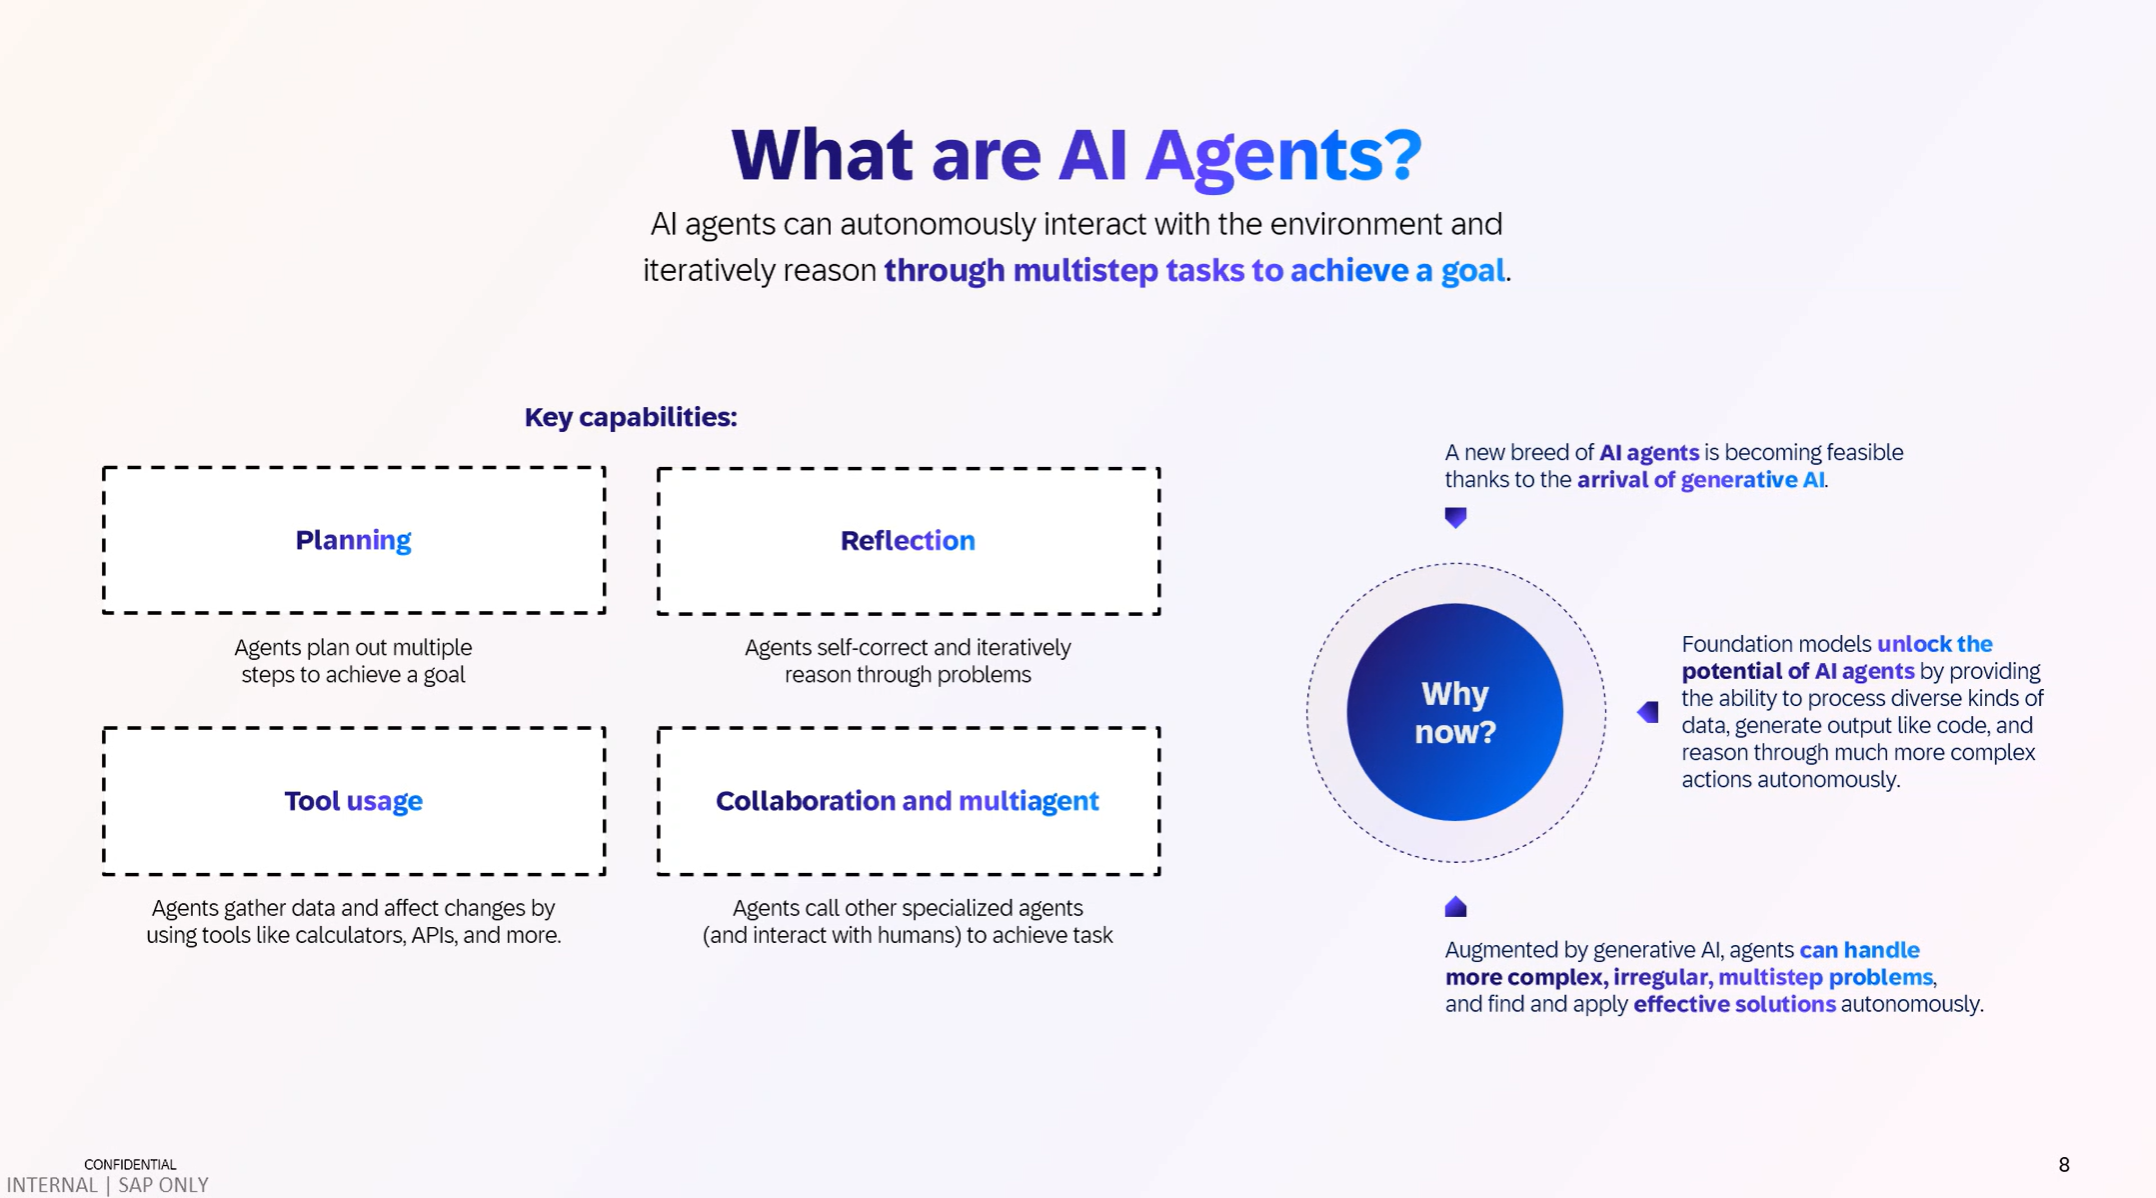 What are AI Agents?
AI agents can autonomously interact with the environment and
iteratively reason through multistep tasks to achieve a goal.
Key capabilities:
Planning
Agents plan out multiple
steps to achieve a goal
Reflection
Agents self-correct and iteratively
reason through problems
Tool usage
Agents gather data and affect changes by
using tools like calculators, APIs, and more.
Collaboration and multiagent
Agents call other specialized agents
(and interact with humans) to achieve task
A new breed of AI agents is becoming feasible
thanks to the arrival of generative AI.
Why
now?
Foundation models unlock the
potential of AI agents by providing
the ability to process diverse kinds of
data, generate output like code, and
reason through much more complex
actions autonomously.
Augmented by generative AI, agents can handle
more complex, irregular, multistep problems,
and find and apply effective solutions autonomously.
CONFIDENTIAL
INTERNAL | SAP ONLY
8